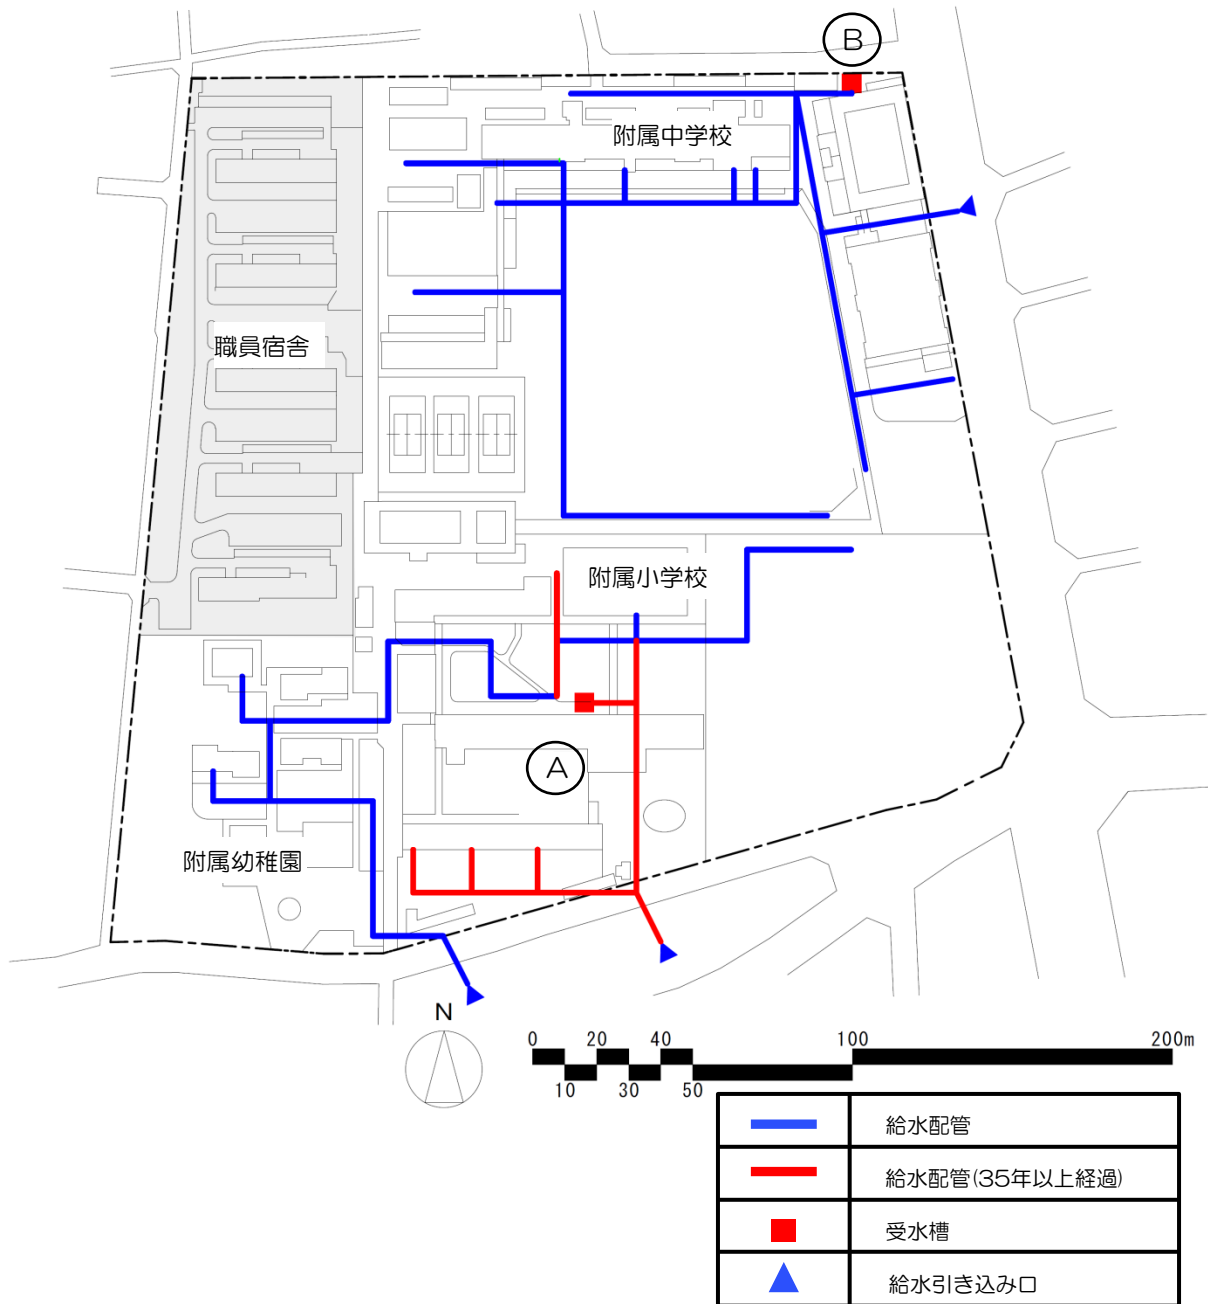 B
附属中学校
職員宿舎
附属小学校
A
附属幼稚園
N
0 20 40 100 200m
10 30 50
給水配管
給水配管(35年以上経過)
受水槽
給水引き込み口